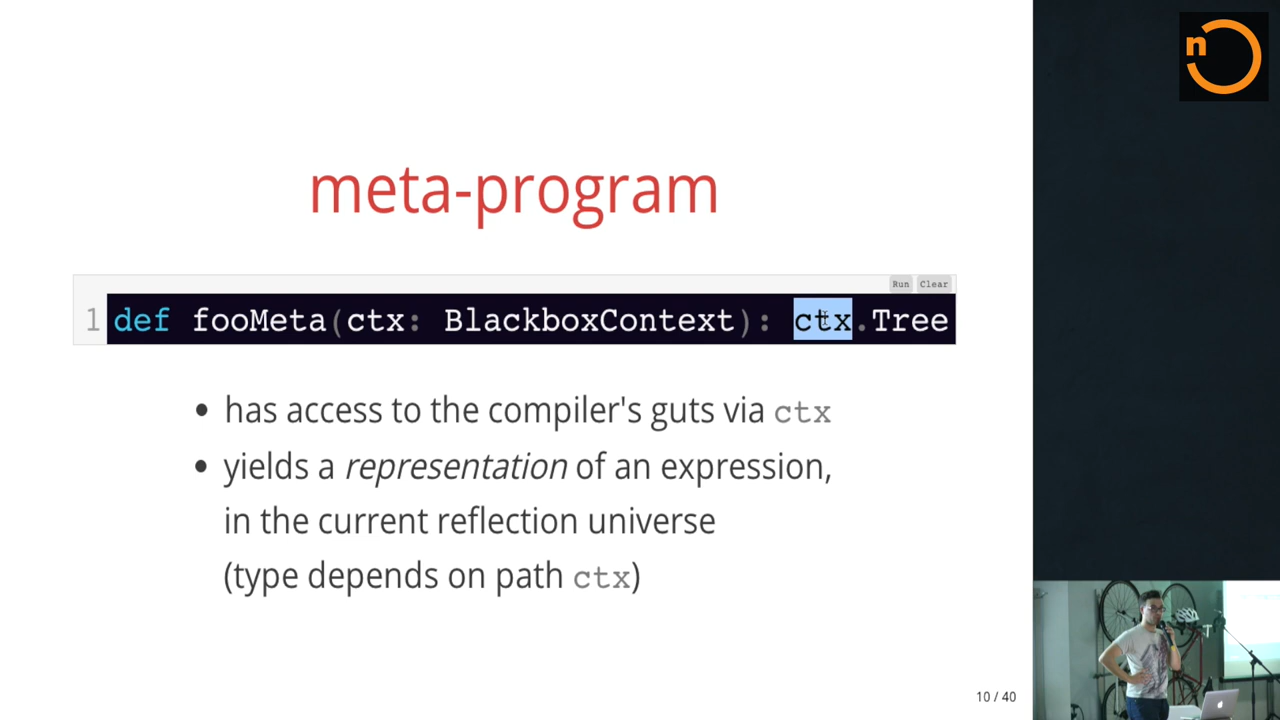 n
meta-program
Run Clear
1 def fooMeta(ctx: BlackboxContext): ctx.Tree
• has access to the compiler's guts via ctx
• yields a representation of an expression,
in the current reflection universe
(type depends on path ctx)
10 / 40